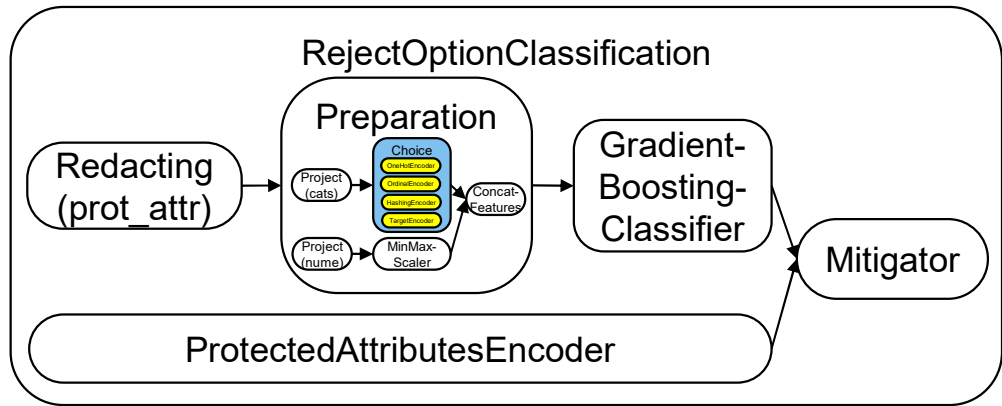 RejectOptionClassification
Redacting
(prot_attr)
Preparation
Project
(cats)
Choice
OneHotEncoder
OrdinalEncoder
HashingEncoder
TargetEncoder
Concat-
Features
Project
(nume)
MinMax-
Scaler
Gradient-
Boosting-
Classifier
Mitigator
ProtectedAttributesEncoder